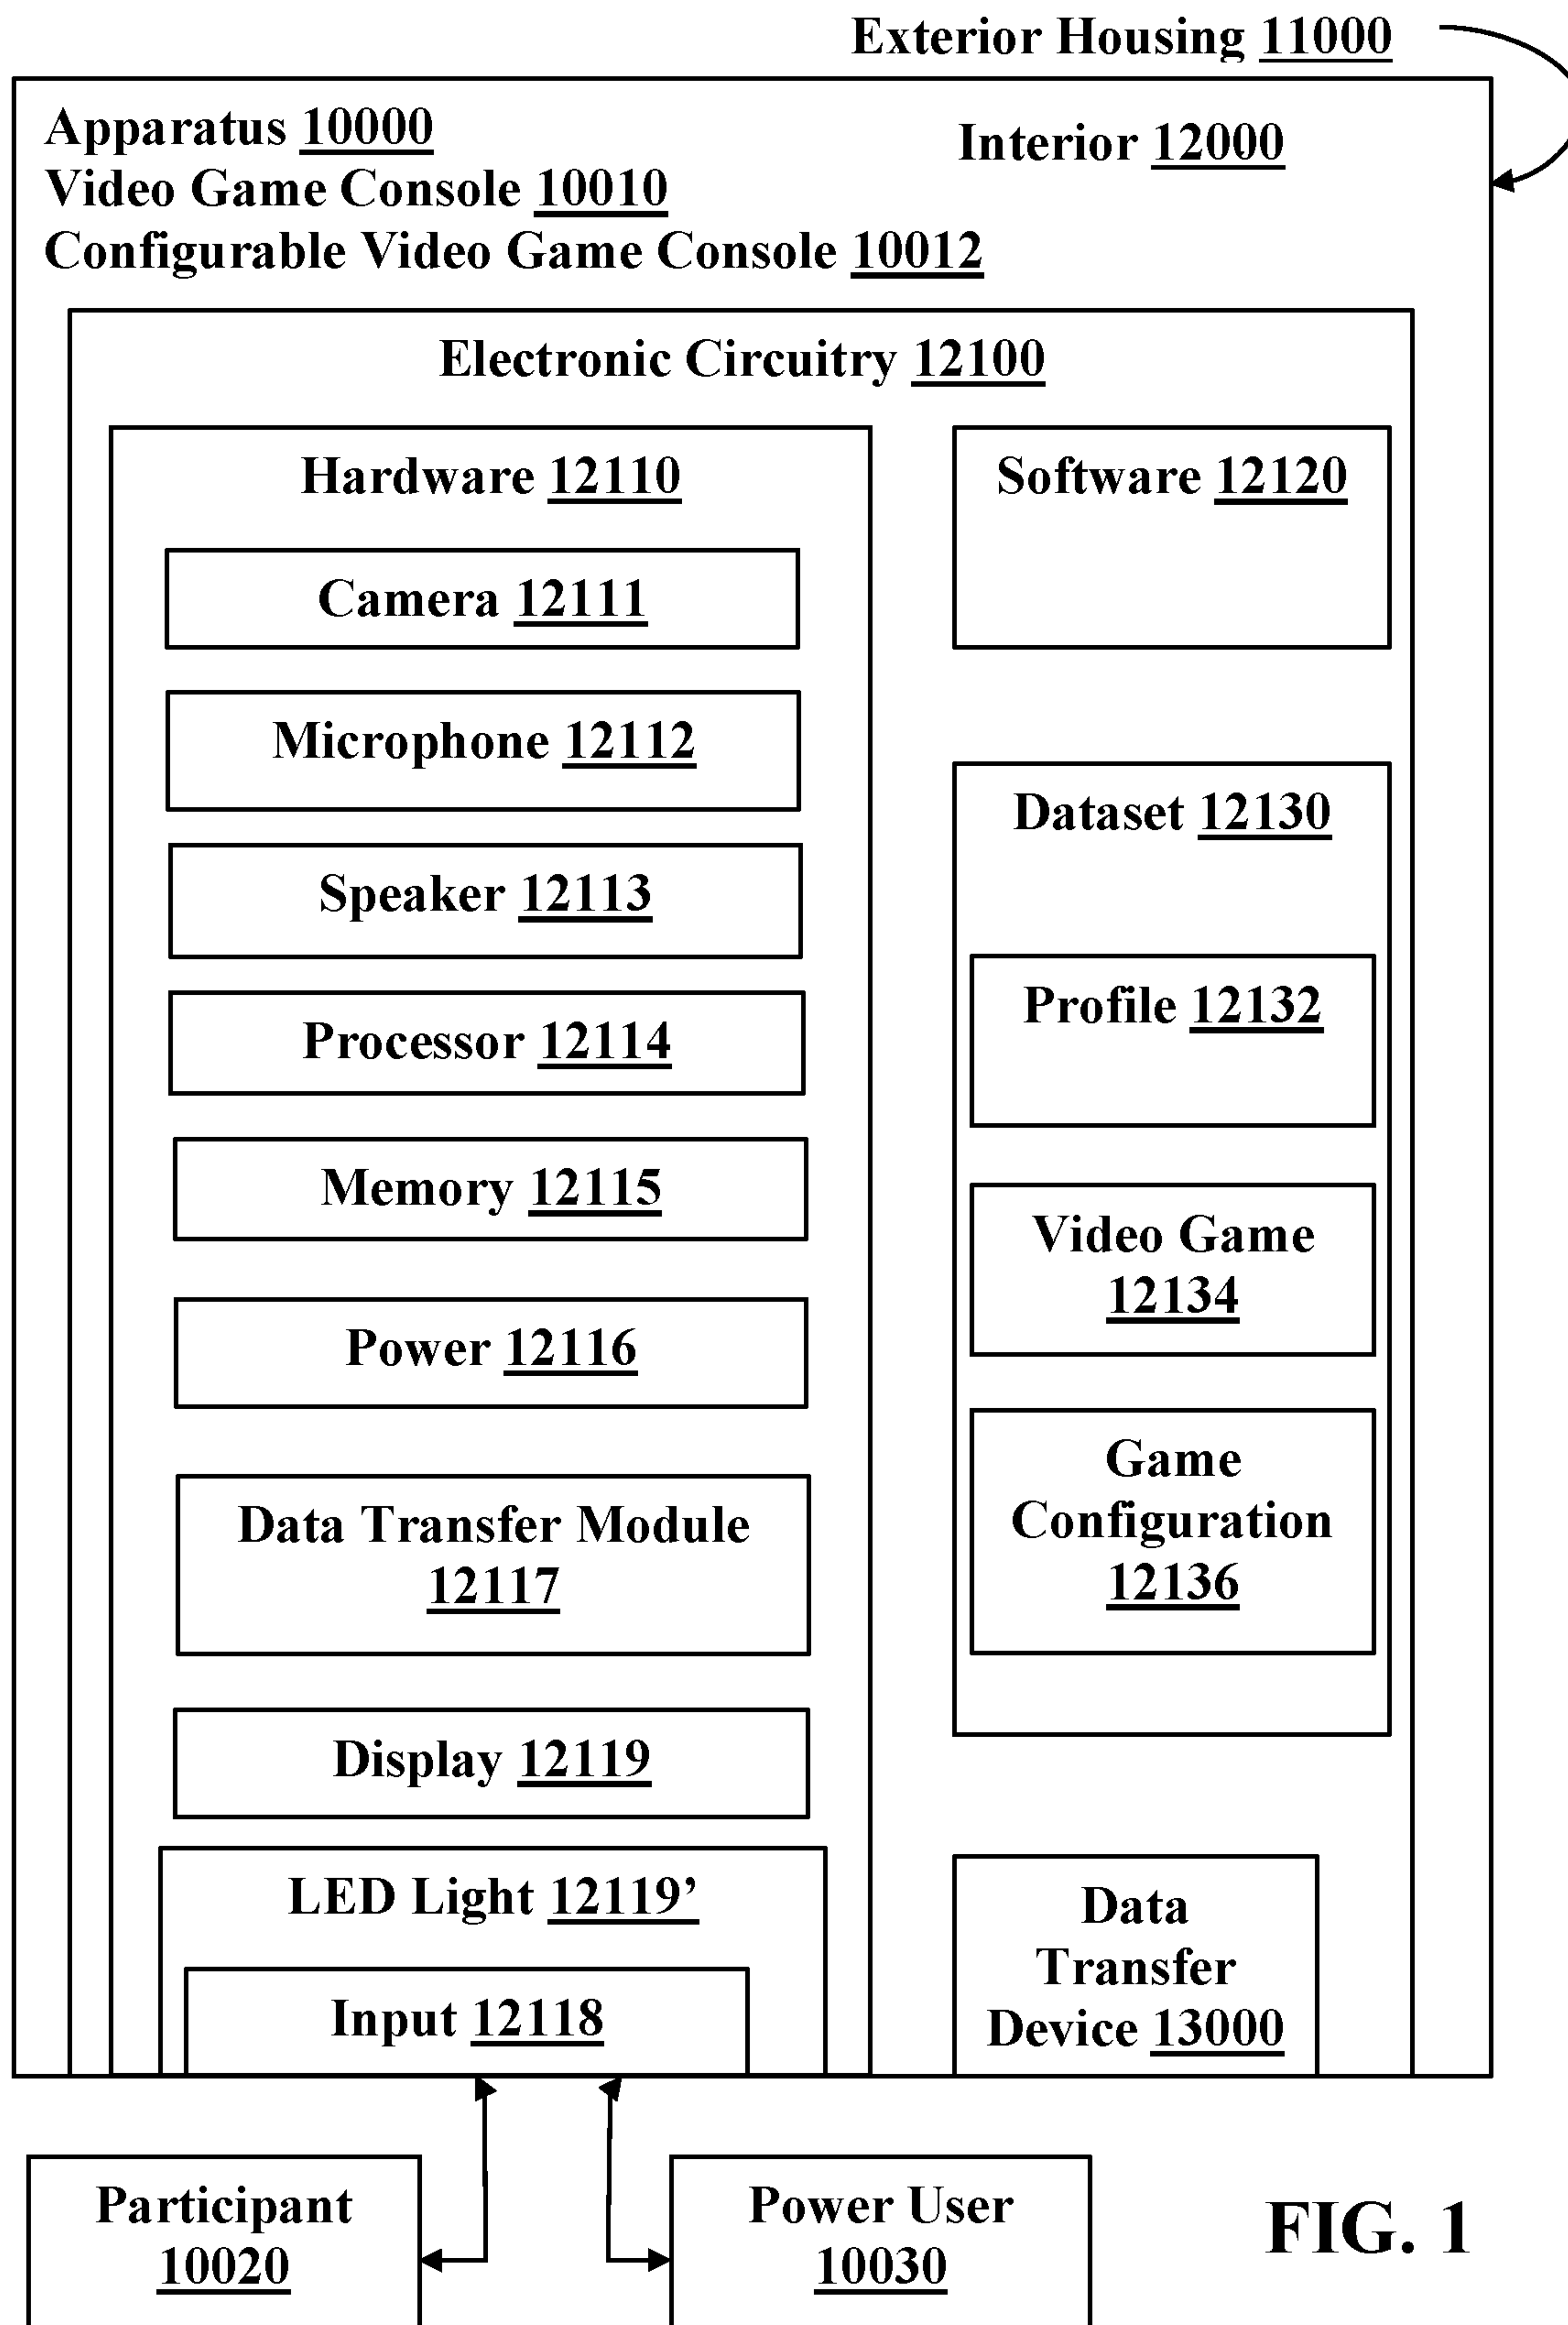 Exterior Housing 11000
Apparatus 10000
Interior 12000
Video Game Console 10010
Configurable Video Game Console 10012
Electronic Circuitry 12100
Hardware 12110
Camera 12111
Microphone 12112
Speaker 12113
Processor 12114
Memory 12115
Power 12116
Data Transfer Module
12117
Display 12119
LED Light 12119’
Input 12118
Software 12120
Dataset 12130
Profile 12132
Video Game
12134
Game
Configuration
12136
Data
Transfer
Device 13000
Participant
10020
Power User
10030
FIG. 1